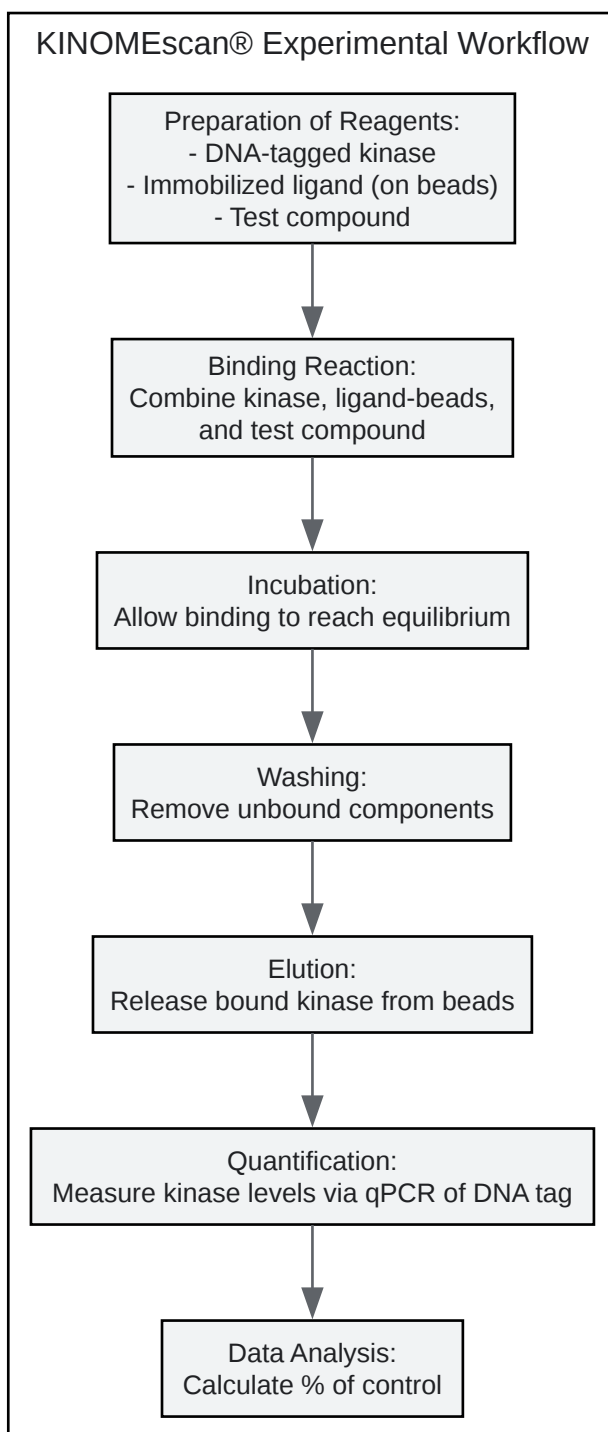 KINOMEscan® Experimental Workflow
Preparation of Reagents:
- DNA-tagged kinase
- Immobilized ligand (on beads)
- Test compound
Binding Reaction:
Combine kinase, ligand-beads,
and test compound
Incubation:
Allow binding to reach equilibrium
Washing:
Remove unbound components
Elution:
Release bound kinase from beads
Quantification:
Measure kinase levels via qPCR of DNA tag
Data Analysis:
Calculate % of control